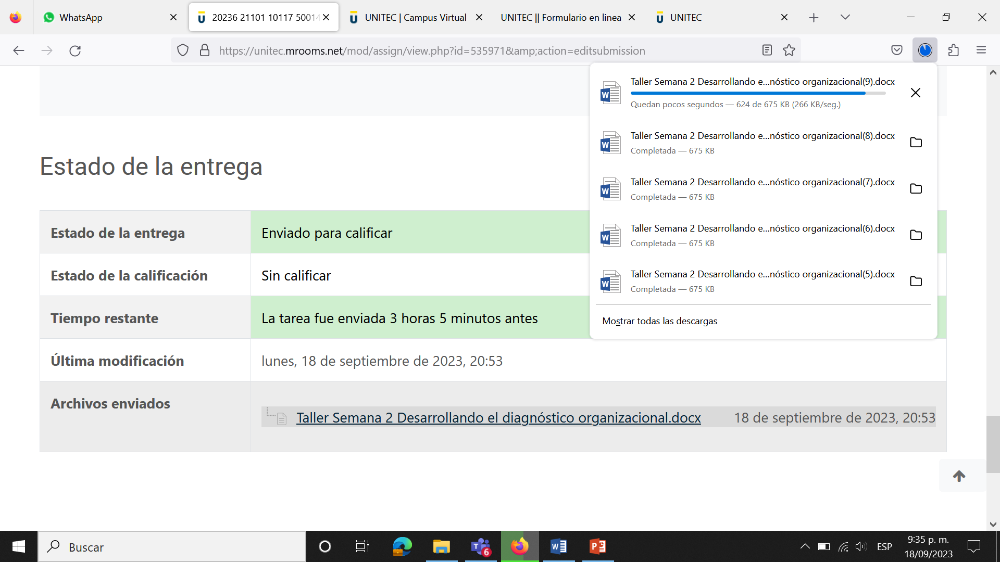 WhatsApp
20236 21101 10117 50014
UNITEC | Campus Virtual
UNITEC || Formulario en linea
UNITEC
https://unitec.mrooms.net/mod/assign/view.php?id=535971&amp;action=editsubmission
Taller Semana 2 Desarrollando e...nóstico organizacional(9).docx
Quedan pocos segundos — 624 de 675 KB (266 KB/seg.)
Taller Semana 2 Desarrollando e...nóstico organizacional(8).docx
Completada — 675 KB
Taller Semana 2 Desarrollando e...nóstico organizacional(7).docx
Completada — 675 KB
Taller Semana 2 Desarrollando e...nóstico organizacional(6).docx
Completada — 675 KB
Taller Semana 2 Desarrollando e...nóstico organizacional(5).docx
Completada — 675 KB
Mostrar todas las descargas
Estado de la entrega
Estado de la entrega
Enviado para calificar
Estado de la calificación
Sin calificar
Tiempo restante
La tarea fue enviada 3 horas 5 minutos antes
Última modificación
lunes, 18 de septiembre de 2023, 20:53
Archivos enviados
Taller Semana 2 Desarrollando el diagnóstico organizacional.docx
18 de septiembre de 2023, 20:53
Buscar
6
ESP
9:35 p. m.
18/09/2023